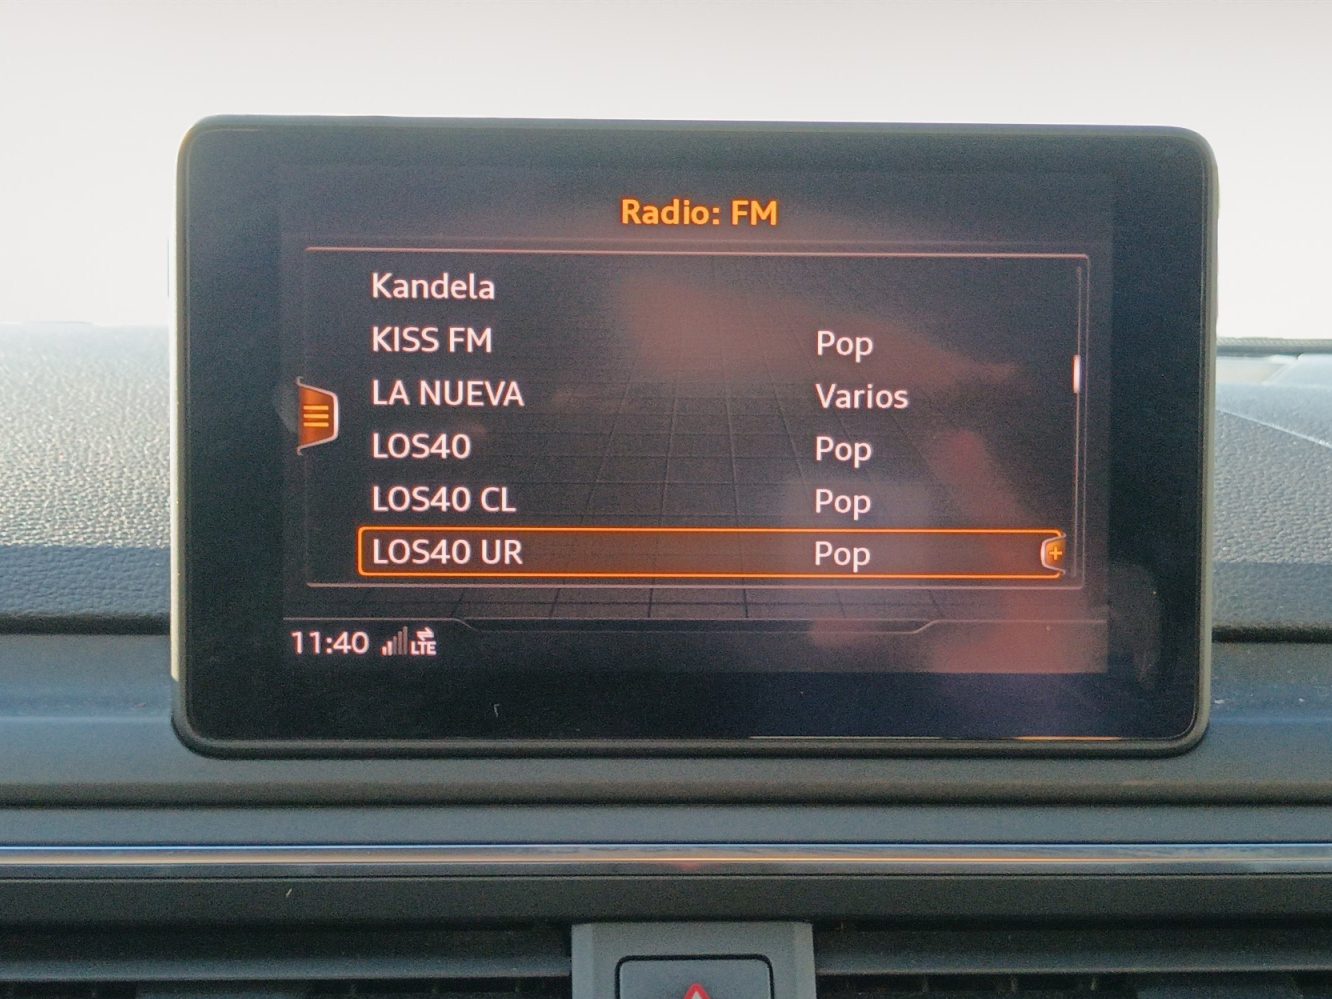 Radio: FM
Kandela
KISS FM Pop
LA NUEVA Varios
LOS40 Pop
LOS40 CL Pop
LOS40 UR Pop
11:40 LTE